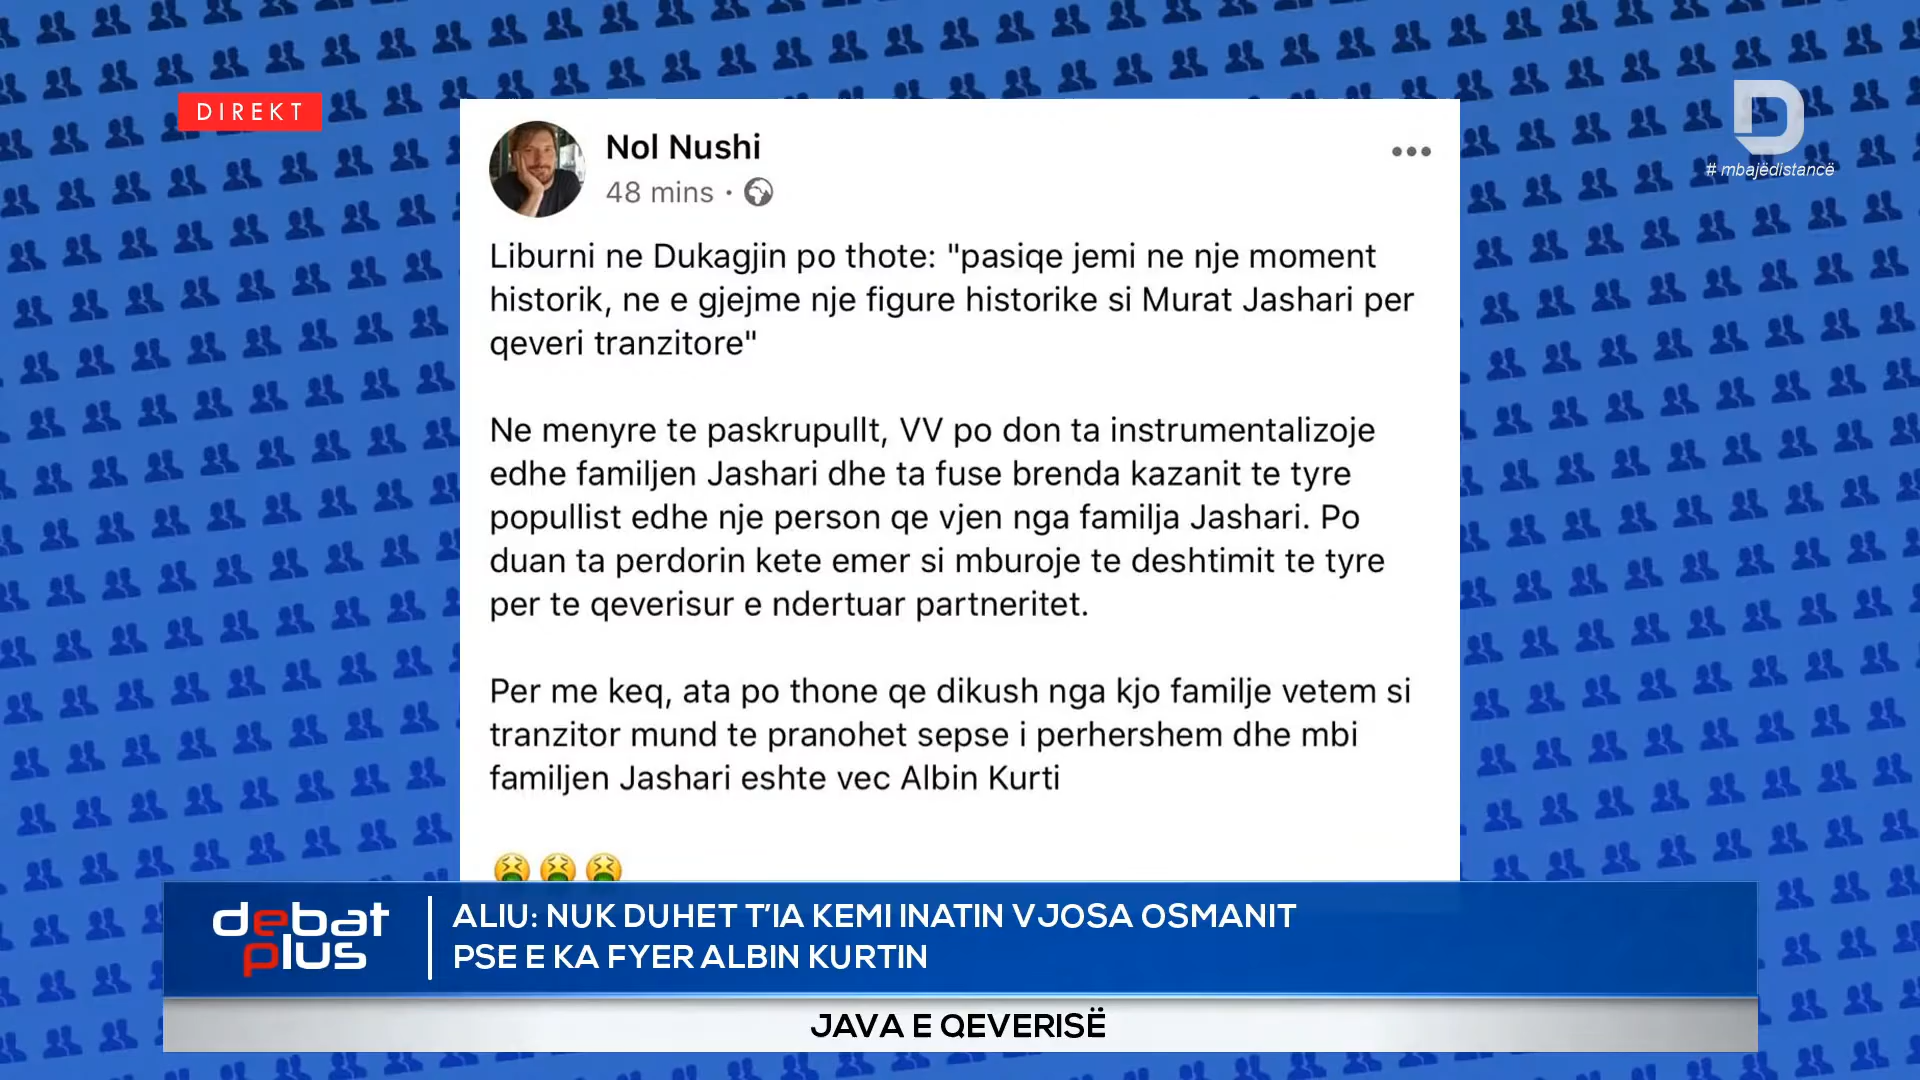 DIREKT
D
# mbajëdistancë
Nol Nushi
48 mins ·
Liburni ne Dukagjin po thote: "pasiqe jemi ne nje moment
historik, ne e gjejme nje figure historike si Murat Jashari per
qeveri tranzitore"
Ne menyre te paskrupullt, VV po don ta instrumentalizoje
edhe familjen Jashari dhe ta fuse brenda kazanit te tyre
popullist edhe nje person qe vjen nga familja Jashari. Po
duan ta perdorin kete emer si mburoje te deshtimit te tyre
per te qeverisur e ndertuar partneritet.
Per me keq, ata po thone qe dikush nga kjo familje vetem si
tranzitor mund te pranohet sepse i perhershem dhe mbi
familjen Jashari eshte vec Albin Kurti
debat
plus
ALIU: NUK DUHET T'IA KEMI INATIN VJOSA OSMANIT
PSE E KA FYER ALBIN KURTIN
JAVA E QEVERISË